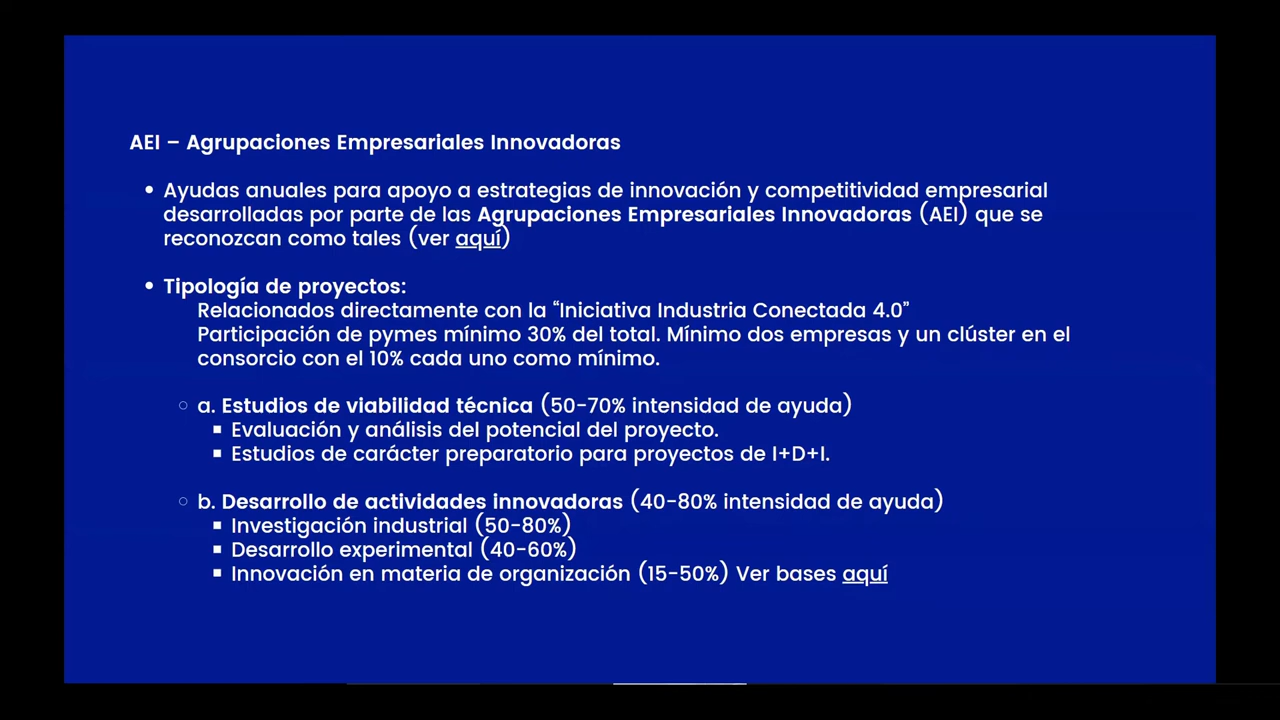 AEI – Agrupaciones Empresariales Innovadoras
• Ayudas anuales para apoyo a estrategias de innovación y competitividad empresarial
desarrolladas por parte de las Agrupaciones Empresariales Innovadoras (AEI) que se
reconozcan como tales (ver aquí)
• Tipología de proyectos:
Relacionados directamente con la “Iniciativa Industria Conectada 4.0”
Participación de pymes mínimo 30% del total. Mínimo dos empresas y un clúster en el
consorcio con el 10% cada uno como mínimo.
○ a. Estudios de viabilidad técnica (50-70% intensidad de ayuda)
▪ Evaluación y análisis del potencial del proyecto.
▪ Estudios de carácter preparatorio para proyectos de I+D+I.
○ b. Desarrollo de actividades innovadoras (40-80% intensidad de ayuda)
▪ Investigación industrial (50-80%)
▪ Desarrollo experimental (40-60%)
▪ Innovación en materia de organización (15-50%) Ver bases aquí